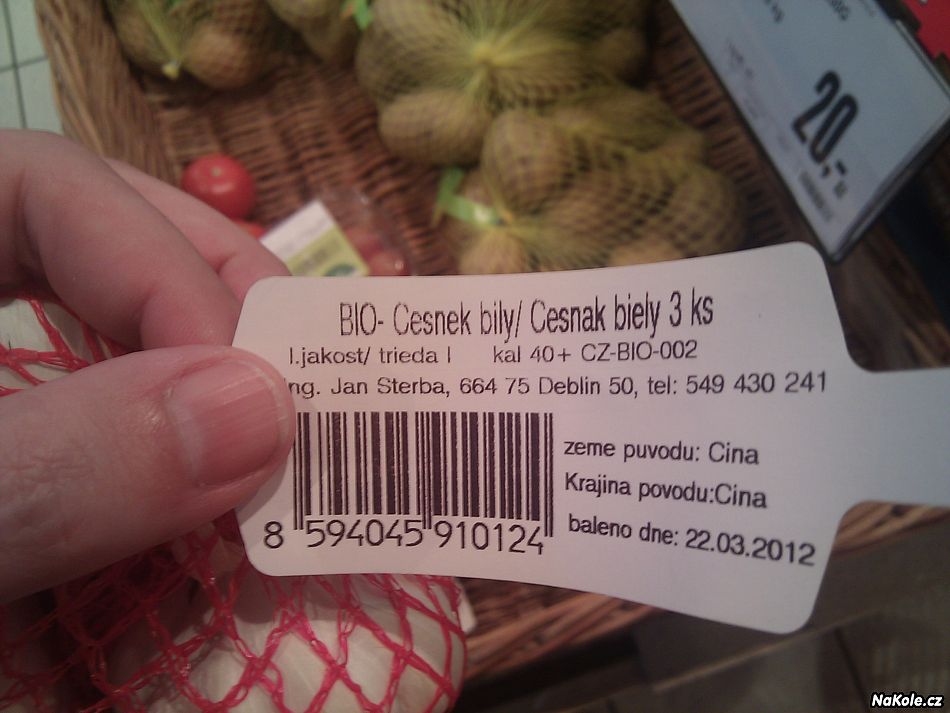 20,-
BIO- Cesnek bily/ Cesnak biely 3 ks
I.jakost/ trieda I kal 40+ CZ-BIO-002
ng. Jan Sterba, 664 75 Deblin 50, tel: 549 430 241
zeme puvodu: Cina
Krajina povodu:Cina
baleno dne: 22.03.2012
8 594045 910124
NaKole.cz